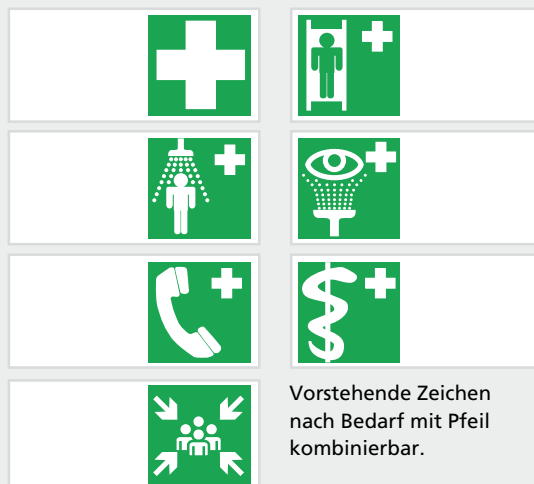 Vorstehende Zeichen
nach Bedarf mit Pfeil
kombinierbar.